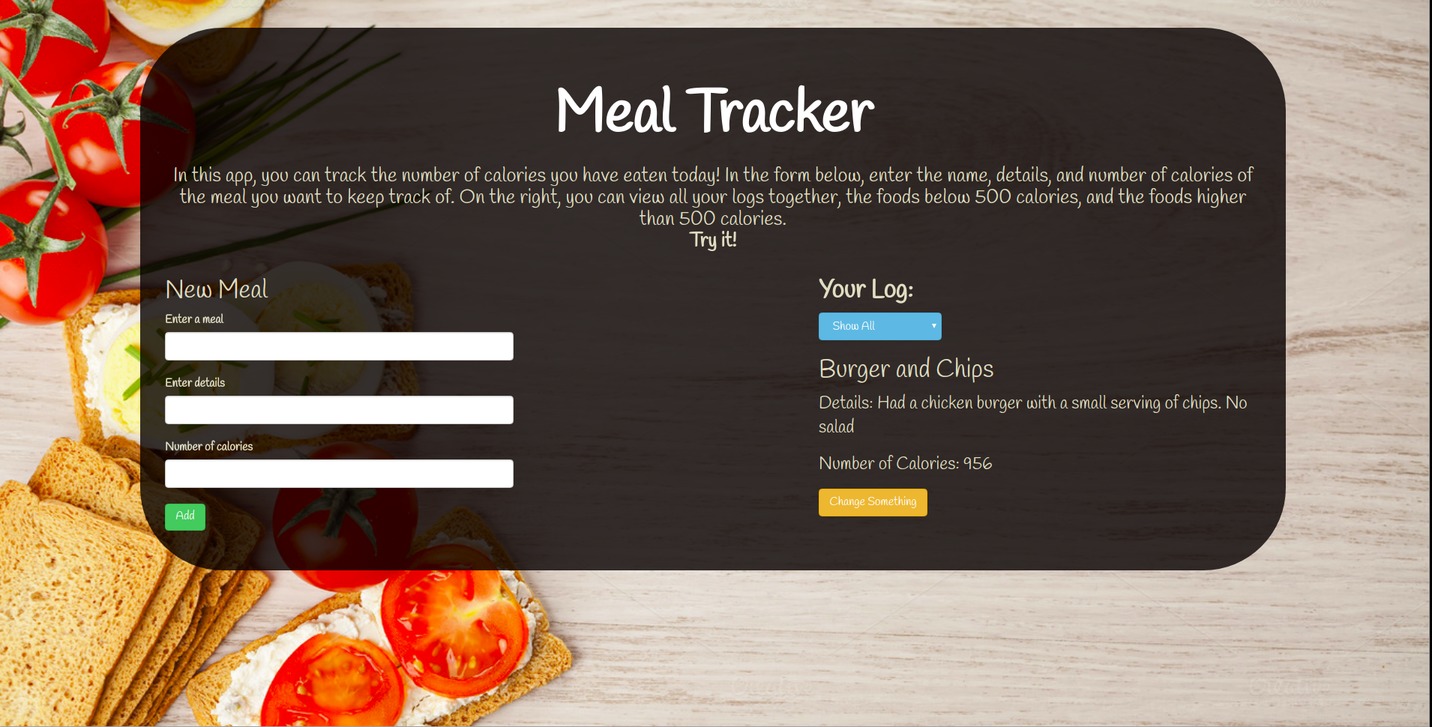 Meal Tracker
In this app, you can track the number of calories you have eaten today! In the form below, enter the name, details, and number of calories of
the meal you want to keep track of. On the right, you can view all your logs together, the foods below 500 calories, and the foods higher
than 500 calories.
Try it!
New Meal
Enter a meal
Enter details
Number of calories
Add
Your Log:
Show All
Burger and Chips
Details: Had a chicken burger with a small serving of chips. No
salad
Number of Calories: 956
Change Something